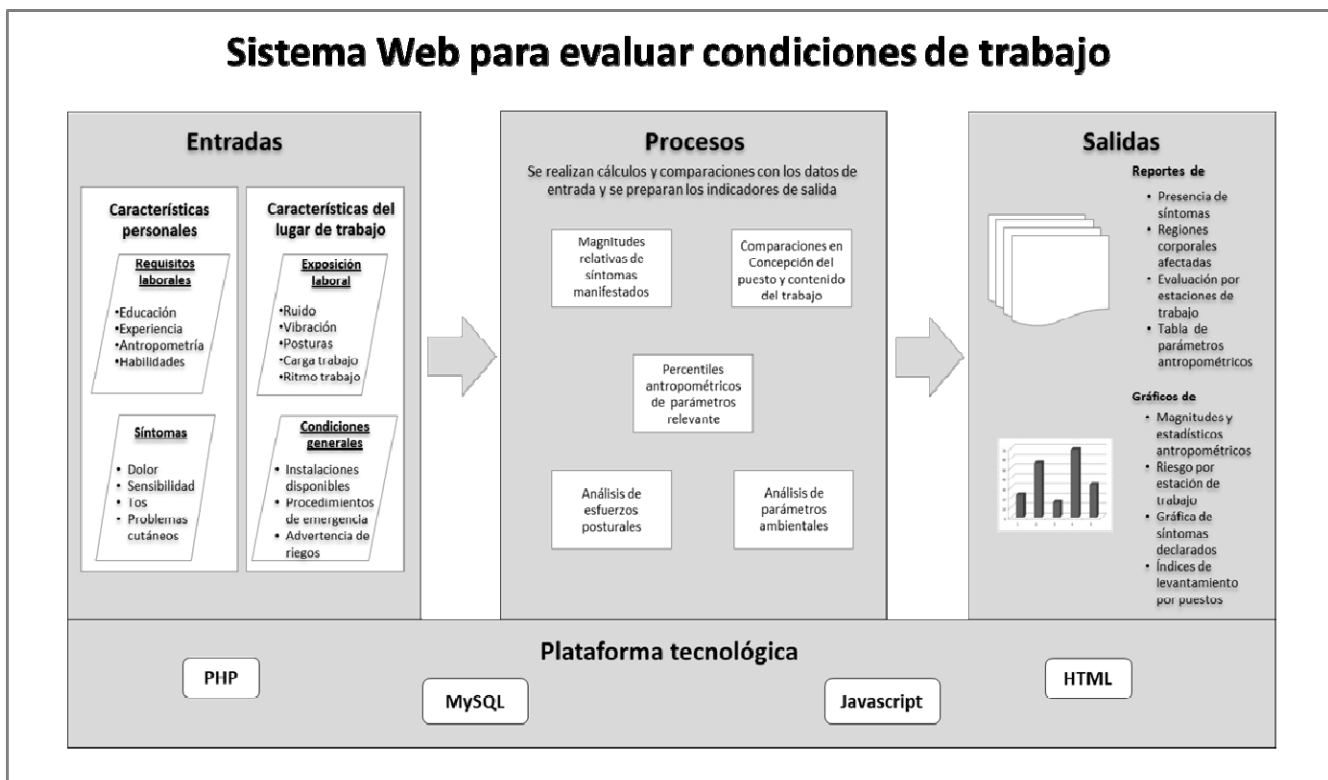 Sistema Web para evaluar condiciones de trabajo
Entradas
Características
personales
Requisitos
laborales
•Educación
•Experiencia
•Antropometría
•Habilidades
Síntomas
• Dolor
• Sensibilidad
• Tos
• Problemas
cutáneos
Características del
lugar de trabajo
Exposición
laboral
•Ruido
•Vibración
•Posturas
•Carga trabajo
•Ritmo trabajo
Condiciones
generales
• Instalaciones
disponibles
• Procedimientos
de emergencia
• Advertencia de
riegos
Procesos
Se realizan cálculos y comparaciones con los datos de
entrada y se preparan los indicadores de salida
Magnitudes
relativas de
síntomas
manifestados
Comparaciones en
Concepción del
puesto y contenido
del trabajo
Percentiles
antropométricos
de parámetros
relevante
Análisis de
esfuerzos
posturales
Análisis de
parámetros
ambientales
Salidas
Reportes de
• Presencia de
síntomas
• Regiones
corporales
afectadas
• Evaluación por
estaciones de
trabajo
• Tabla de
parámetros
antropométricos
Gráficos de
• Magnitudes y
estadísticos
antropométricos
• Riesgo por
estación de
trabajo
• Gráfica de
síntomas
declarados
• Índices de
levantamiento
por puestos
1 2 3 4 5
Plataforma tecnológica
PHP
MySQL
Javascript
HTML